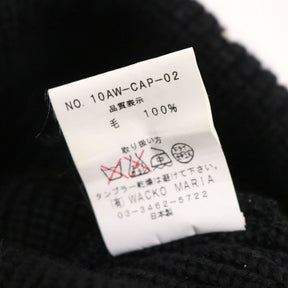 NO. 10AW-CAP-02
品質表示
毛 100%
取り扱い方
中
タンブラー乾燥は避けて下さい。
(有) WACKO MARIA
03-3462-5722
日本製